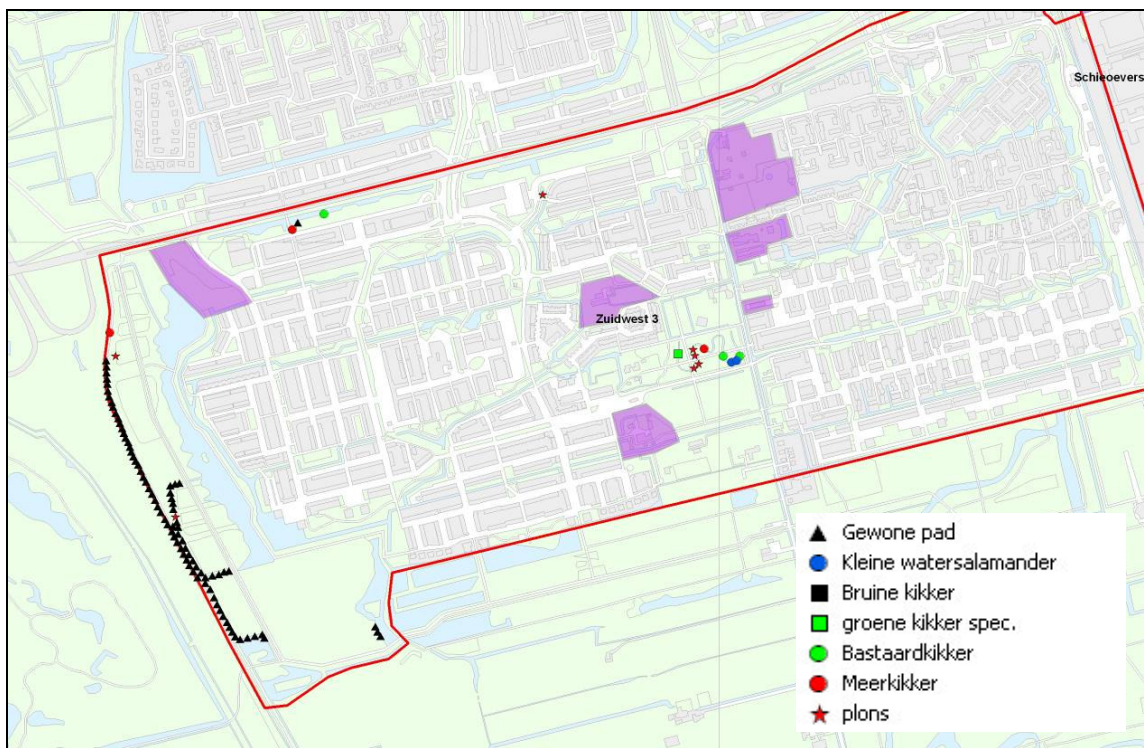 Schieoevers
Zuidwest 3
Gewone pad
Kleine watersalamander
Bruine kikker
groene kikker spec.
Bastaardkikker
Meerkikker
plons